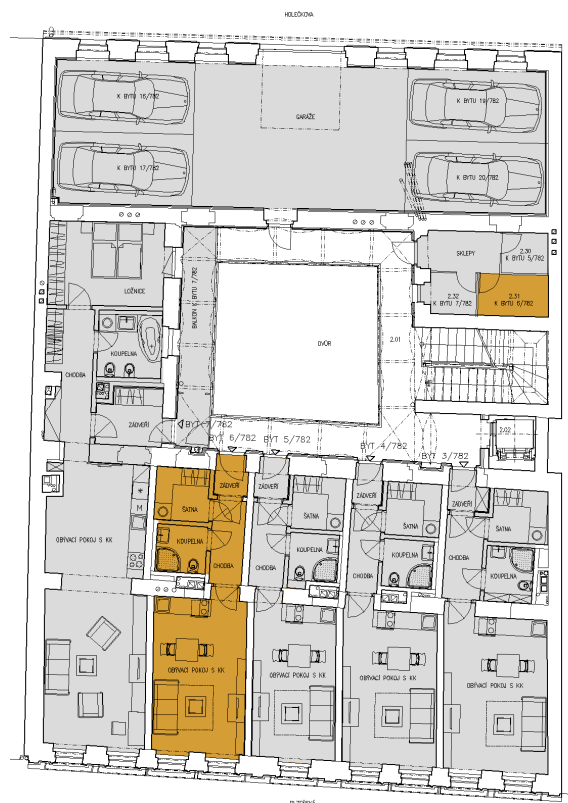 HOLEČKOVA
K BYTU 16/782
K BYTU 19/782
GARÁŽE
K BYTU 17/782
K BYTU 20/782
SKLEPY
2.30
K BYTU 5/782
LOŽNICE
BALKON K BYTU 7/782
2.32
K BYTU 7/782
2.31
K BYTU 6/782
DVŮR
2.01
KOUPELNA
CHODBA
ZÁDVEŘÍ
BYT 7/782
BYT 6/782
BYT 5/782
BYT 4/782
BYT 3/782
2.02
ZÁDVEŘÍ
ZÁDVEŘÍ
ZÁDVEŘÍ
ZÁDVEŘÍ
*
M
ŠATNA
ŠATNA
ŠATNA
ŠATNA
OBÝVACÍ POKOJ S KK
KOUPELNA
KOUPELNA
KOUPELNA
KOUPELNA
CHODBA
CHODBA
CHODBA
CHODBA
OBÝVACÍ POKOJ S KK
OBÝVACÍ POKOJ S KK
OBÝVACÍ POKOJ S KK
OBÝVACÍ POKOJ S KK